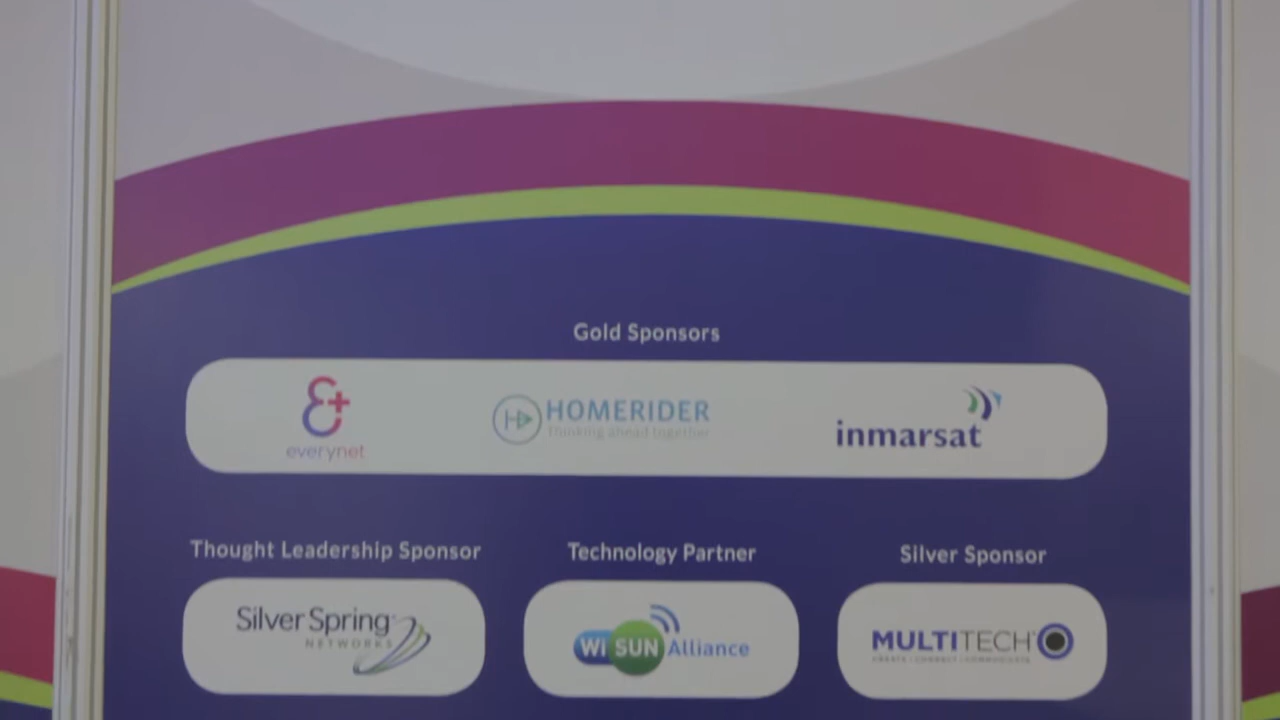 Gold Sponsors
everynet
HOMERIDER
Thinking ahead together
inmarsat
Thought Leadership Sponsor
Technology Partner
Silver Sponsor
Silver Spring
NETWORKS
Wi SUN Alliance
MULTITECH